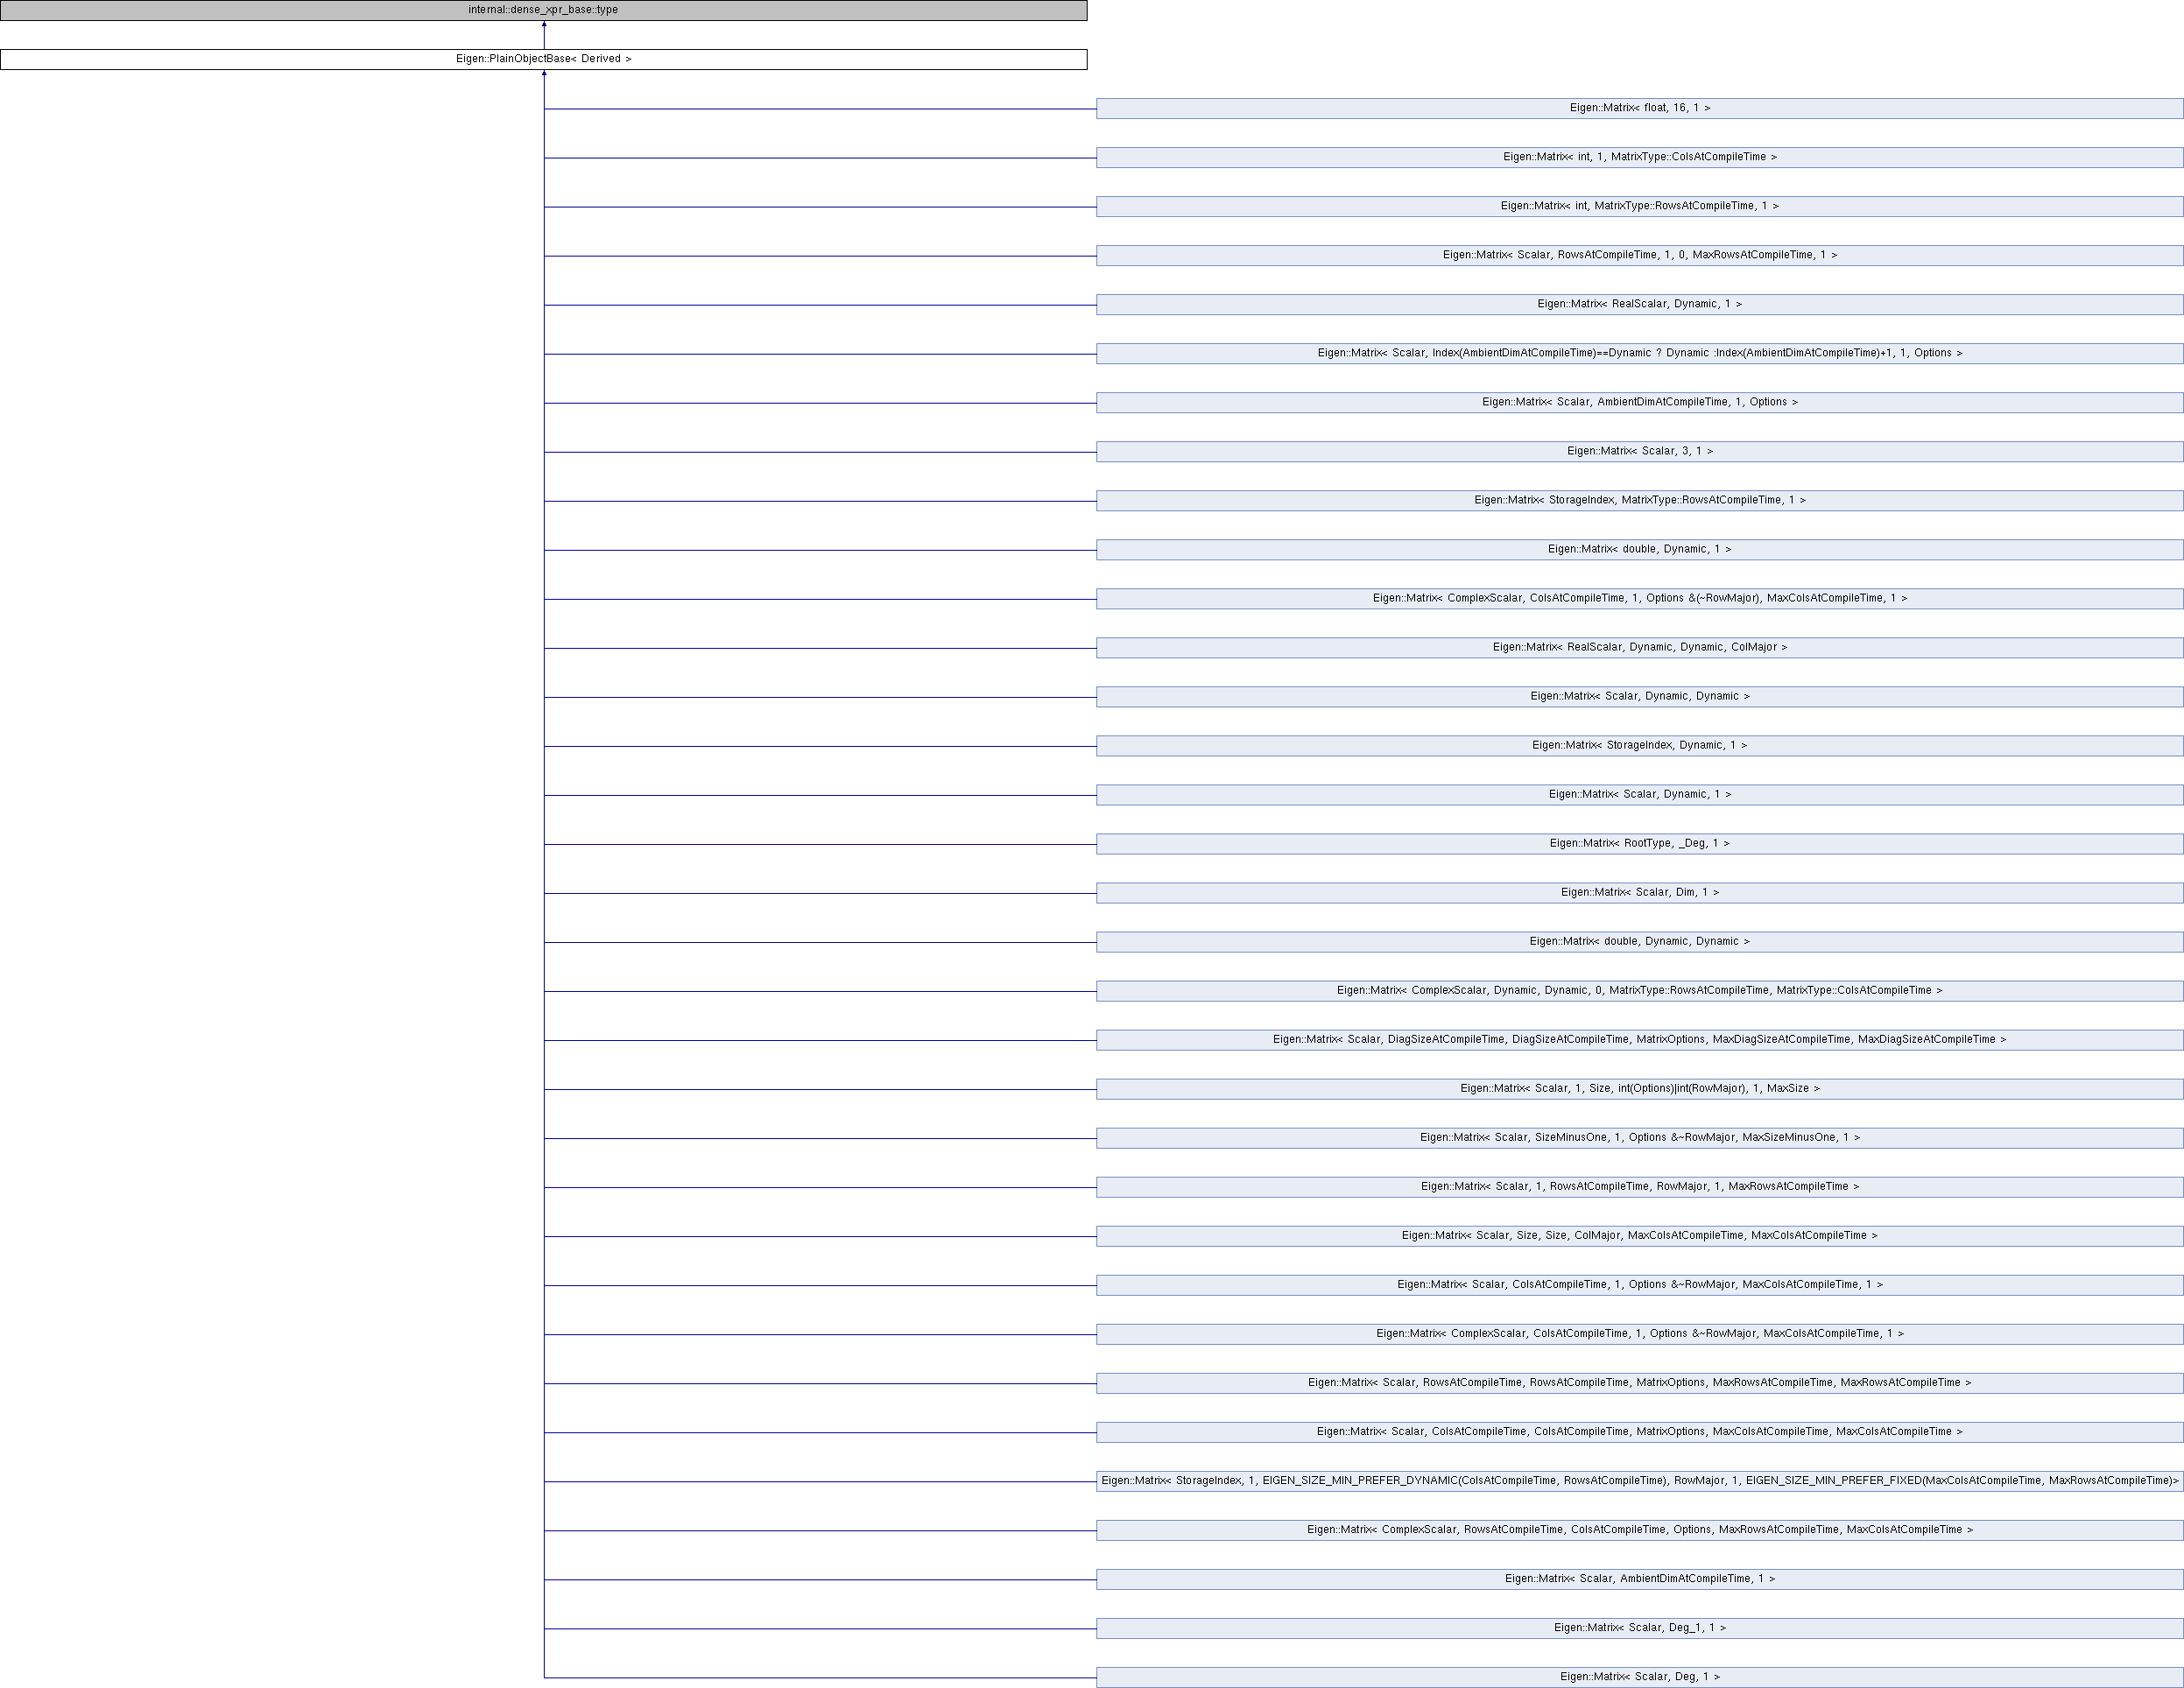 internal::dense_xpr_base::type
Eigen::PlainObjectBase< Derived >
Eigen::Matrix< float, 16, 1 >
Eigen::Matrix< int, 1, MatrixType::ColsAtCompileTime >
Eigen::Matrix< int, MatrixType::RowsAtCompileTime, 1 >
Eigen::Matrix< Scalar, RowsAtCompileTime, 1, 0, MaxRowsAtCompileTime, 1 >
Eigen::Matrix< RealScalar, Dynamic, 1 >
Eigen::Matrix< Scalar, Index(AmbientDimAtCompileTime)==Dynamic ? Dynamic :Index(AmbientDimAtCompileTime)+1, 1, Options >
Eigen::Matrix< Scalar, AmbientDimAtCompileTime, 1, Options >
Eigen::Matrix< Scalar, 3, 1 >
Eigen::Matrix< StorageIndex, MatrixType::RowsAtCompileTime, 1 >
Eigen::Matrix< double, Dynamic, 1 >
Eigen::Matrix< ComplexScalar, ColsAtCompileTime, 1, Options &(~RowMajor), MaxColsAtCompileTime, 1 >
Eigen::Matrix< RealScalar, Dynamic, Dynamic, ColMajor >
Eigen::Matrix< Scalar, Dynamic, Dynamic >
Eigen::Matrix< StorageIndex, Dynamic, 1 >
Eigen::Matrix< Scalar, Dynamic, 1 >
Eigen::Matrix< RootType, _Deg, 1 >
Eigen::Matrix< Scalar, Dim, 1 >
Eigen::Matrix< double, Dynamic, Dynamic >
Eigen::Matrix< ComplexScalar, Dynamic, Dynamic, 0, MatrixType::RowsAtCompileTime, MatrixType::ColsAtCompileTime >
Eigen::Matrix< Scalar, DiagSizeAtCompileTime, DiagSizeAtCompileTime, MatrixOptions, MaxDiagSizeAtCompileTime, MaxDiagSizeAtCompileTime >
Eigen::Matrix< Scalar, 1, Size, int(Options)|int(RowMajor), 1, MaxSize >
Eigen::Matrix< Scalar, SizeMinusOne, 1, Options &~RowMajor, MaxSizeMinusOne, 1 >
Eigen::Matrix< Scalar, 1, RowsAtCompileTime, RowMajor, 1, MaxRowsAtCompileTime >
Eigen::Matrix< Scalar, Size, Size, ColMajor, MaxColsAtCompileTime, MaxColsAtCompileTime >
Eigen::Matrix< Scalar, ColsAtCompileTime, 1, Options &~RowMajor, MaxColsAtCompileTime, 1 >
Eigen::Matrix< ComplexScalar, ColsAtCompileTime, 1, Options &~RowMajor, MaxColsAtCompileTime, 1 >
Eigen::Matrix< Scalar, RowsAtCompileTime, RowsAtCompileTime, MatrixOptions, MaxRowsAtCompileTime, MaxRowsAtCompileTime >
Eigen::Matrix< Scalar, ColsAtCompileTime, ColsAtCompileTime, MatrixOptions, MaxColsAtCompileTime, MaxColsAtCompileTime >
Eigen::Matrix< StorageIndex, 1, EIGEN_SIZE_MIN_PREFER_DYNAMIC(ColsAtCompileTime, RowsAtCompileTime), RowMajor, 1, EIGEN_SIZE_MIN_PREFER_FIXED(MaxColsAtCompileTime, MaxRowsAtCompileTime)>
Eigen::Matrix< ComplexScalar, RowsAtCompileTime, ColsAtCompileTime, Options, MaxRowsAtCompileTime, MaxColsAtCompileTime >
Eigen::Matrix< Scalar, AmbientDimAtCompileTime, 1 >
Eigen::Matrix< Scalar, Deg_1, 1 >
Eigen::Matrix< Scalar, Deg, 1 >